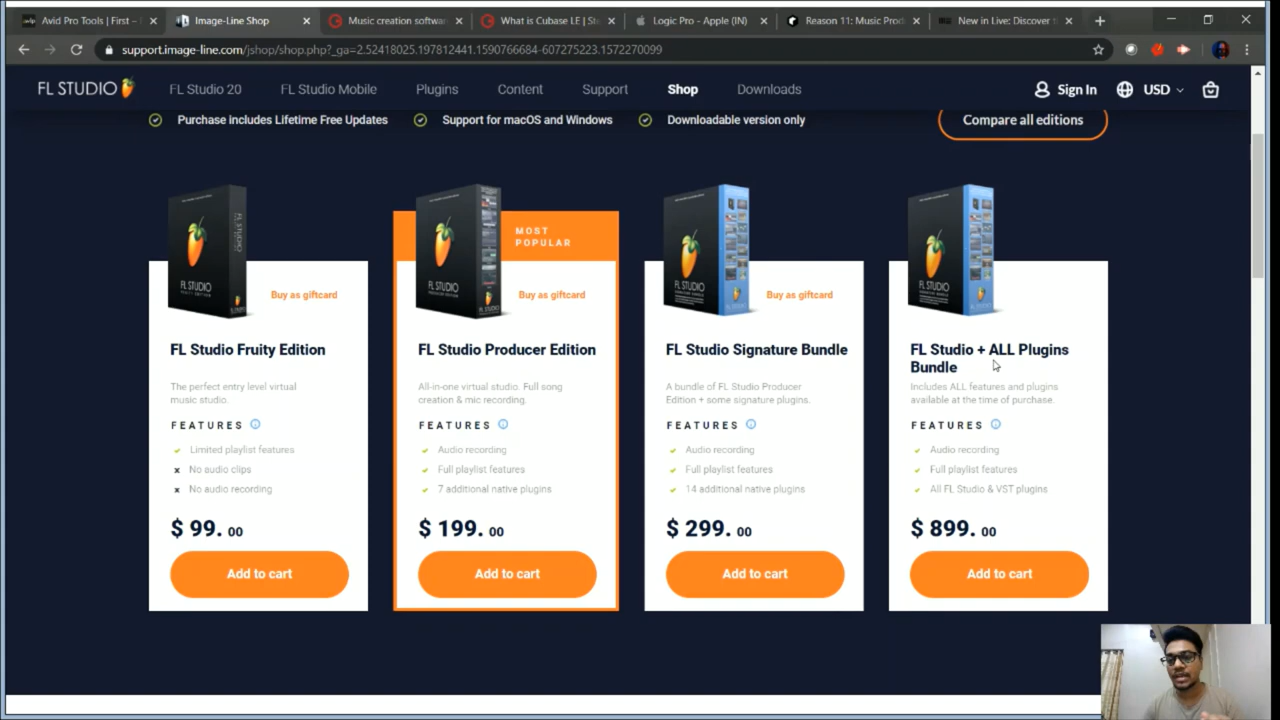 Avid Pro Tools | First –
Image-Line Shop
Music creation softwar
What is Cubase LE | Ste
Logic Pro - Apple (IN)
Reason 11: Music Prod
New in Live: Discover t
support.image-line.com/jshop/shop.php?_ga=2.52418025.197812441.1590766684-607275223.1572270099
FL STUDIO
FL Studio 20
FL Studio Mobile
Plugins
Content
Support
Shop
Downloads
Sign In
USD
Purchase includes Lifetime Free Updates
Support for macOS and Windows
Downloadable version only
Compare all editions
FL STUDIO
Buy as giftcard
FL Studio Fruity Edition
The perfect entry level virtual
music studio.
FEATURES
Limited playlist features
No audio clips
No audio recording
$ 99. 00
Add to cart
MOST
POPULAR
FL STUDIO
Buy as giftcard
FL Studio Producer Edition
All-in-one virtual studio. Full song
creation & mic recording.
FEATURES
Audio recording
Full playlist features
7 additional native plugins
$ 199. 00
Add to cart
FL STUDIO
Buy as giftcard
FL Studio Signature Bundle
A bundle of FL Studio Producer
Edition + some signature plugins.
FEATURES
Audio recording
Full playlist features
14 additional native plugins
$ 299. 00
Add to cart
FL STUDIO
FL Studio + ALL Plugins
Bundle
Includes ALL features and plugins
available at the time of purchase.
FEATURES
Audio recording
Full playlist features
All FL Studio & VST plugins
$ 899. 00
Add to cart